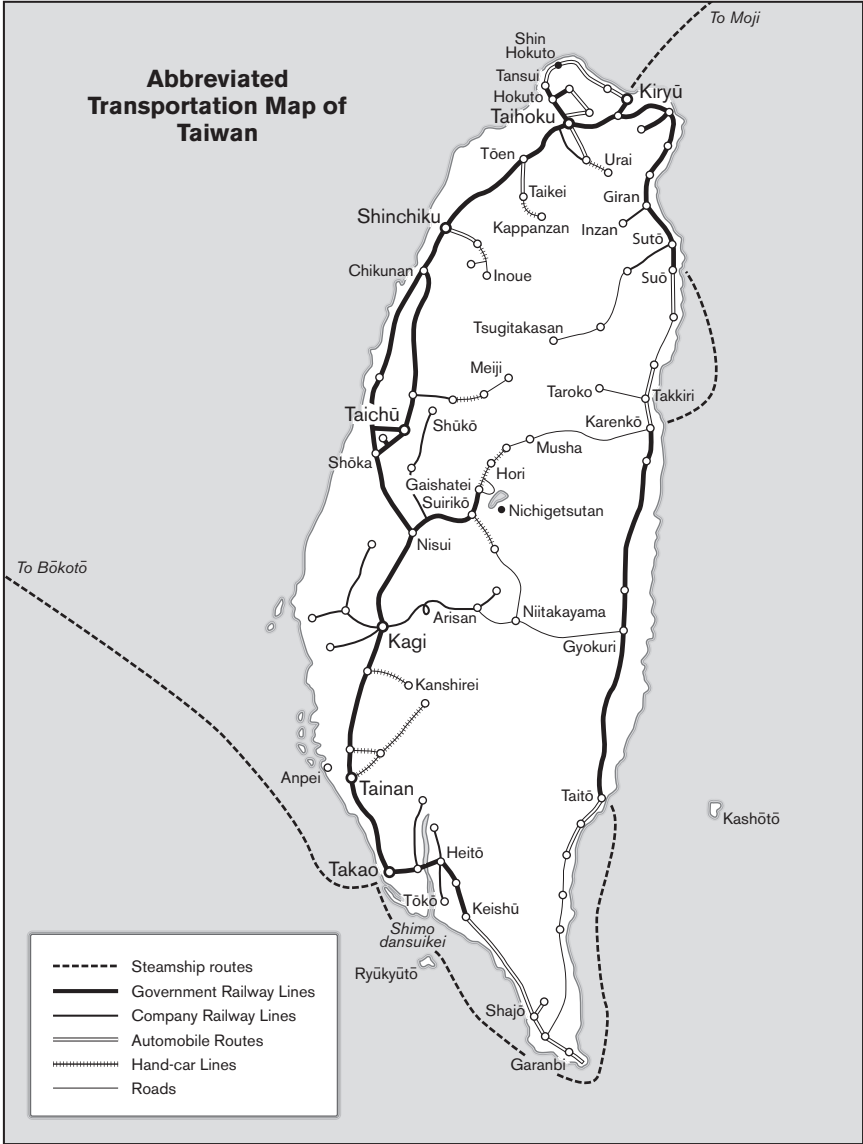 To Moji
Abbreviated
Transportation Map of
Taiwan
Shin
Hokuto
Tansui
Hokuto
Kiryū
Taihoku
Tōen
Urai
Taikei
Giran
Shinchiku
Kappanzan
Inzan
Sutō
Chikunan
Inoue
Suō
Tsugitakasan
Meiji
Taroko
Takkiri
Taichū
Shūkō
Karenkō
Musha
Shōka
Hori
Gaishatei
Suirikō
Nichigetsutan
Nisui
To Bōkotō
Arisan
Niitakayama
Kagi
Gyokuri
Kanshirei
Anpei
Tainan
Taitō
Kashōtō
Heitō
Takao
Tōkō
Keishū
Shimo
dansuikei
Ryūkyūtō
Shajō
Garanbi
Steamship routes
Government Railway Lines
Company Railway Lines
Automobile Routes
Hand-car Lines
Roads